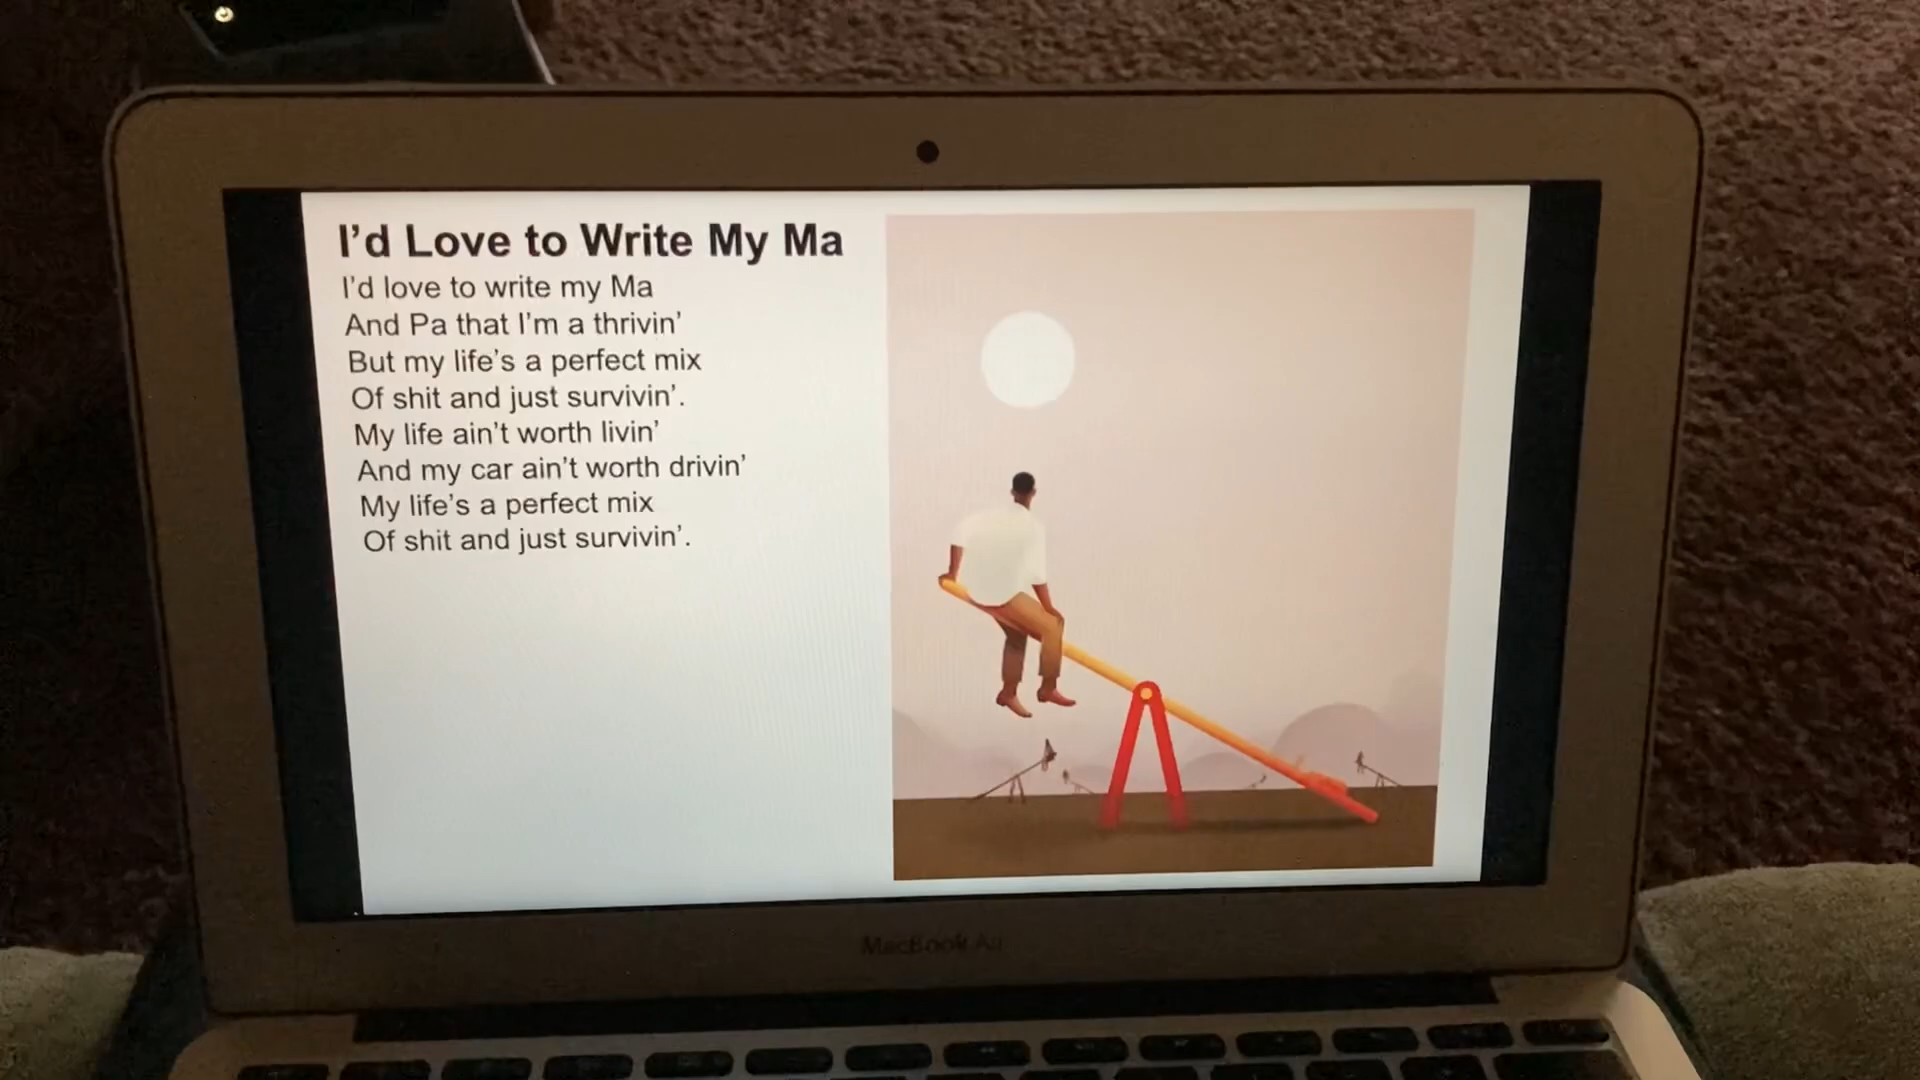 I'd Love to Write My Ma
I'd love to write my Ma
And Pa that I'm a thrivin'
But my life's a perfect mix
Of shit and just survivin'.
My life ain't worth livin'
And my car ain't worth drivin'
My life's a perfect mix
Of shit and just survivin'.
MacBook Air